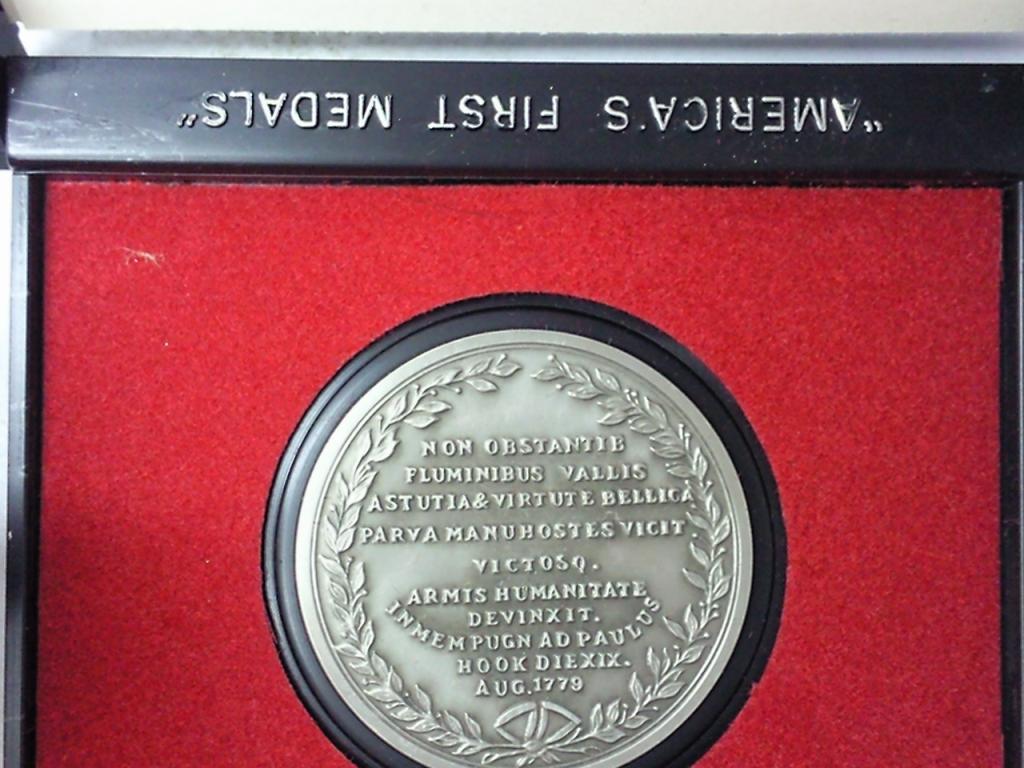 "AMERICA'S FIRST MEDALS"
NON OBSTANTIB
FLUMINIBUS VALLIS
ASTUTIA & VIRTUTE BELLICA
PARVA MANU HOSTES VICIT
VICTOSQ.
ARMIS HUMANITATE
DEVINXIT.
IN MEM PUGN AD PAULUS
HOOK DIE XIX.
AUG. 1779